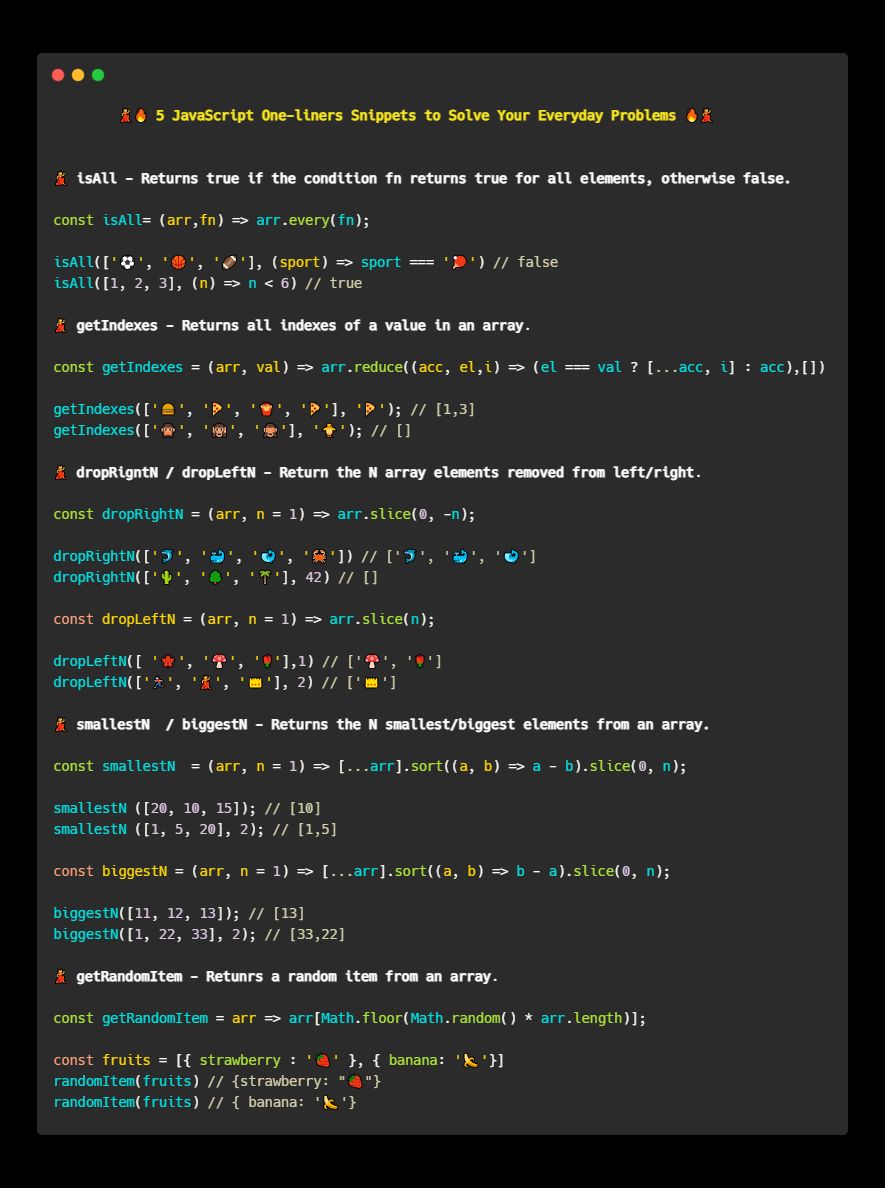 💃🔥 5 JavaScript One-liners Snippets to Solve Your Everyday Problems 🔥💃
💃 isAll - Returns true if the condition fn returns true for all elements, otherwise false.
const isAll= (arr,fn) => arr.every(fn);
isAll(['⚽', '🏀', '🏈'], (sport) => sport === '🏓') // false
isAll([1, 2, 3], (n) => n < 6) // true
💃 getIndexes - Returns all indexes of a value in an array.
const getIndexes = (arr, val) => arr.reduce((acc, el,i) => (el === val ? [...acc, i] : acc),[])
getIndexes(['🍔', '🍕', '🍟', '🍕'], '🍕'); // [1,3]
getIndexes(['🙊', '🙉', '🙈'], '🐥'); // []
💃 dropRigntN / dropLeftN - Return the N array elements removed from left/right.
const dropRightN = (arr, n = 1) => arr.slice(0, -n);
dropRightN(['🐬', '🐳', '🐋', '🦀']) // ['🐬', '🐳', '🐋']
dropRightN(['🌵', '🌳', '🌴'], 42) // []
const dropLeftN = (arr, n = 1) => arr.slice(n);
dropLeftN([ '🍁', '🍄', '🌹'],1) // ['🍄', '🌹']
dropLeftN(['🏃', '💃', '👑'], 2) // ['👑']
💃 smallestN  / biggestN - Returns the N smallest/biggest elements from an array.
const smallestN  = (arr, n = 1) => [...arr].sort((a, b) => a - b).slice(0, n);
smallestN ([20, 10, 15]); // [10]
smallestN ([1, 5, 20], 2); // [1,5]
const biggestN = (arr, n = 1) => [...arr].sort((a, b) => b - a).slice(0, n);
biggestN([11, 12, 13]); // [13]
biggestN([1, 22, 33], 2); // [33,22]
💃 getRandomItem - Retunrs a random item from an array.
const getRandomItem = arr => arr[Math.floor(Math.random() * arr.length)];
const fruits = [{ strawberry : '🍓' }, { banana: '🍌'}]
randomItem(fruits) // {strawberry: "🍓"}
randomItem(fruits) // { banana: '🍌'}